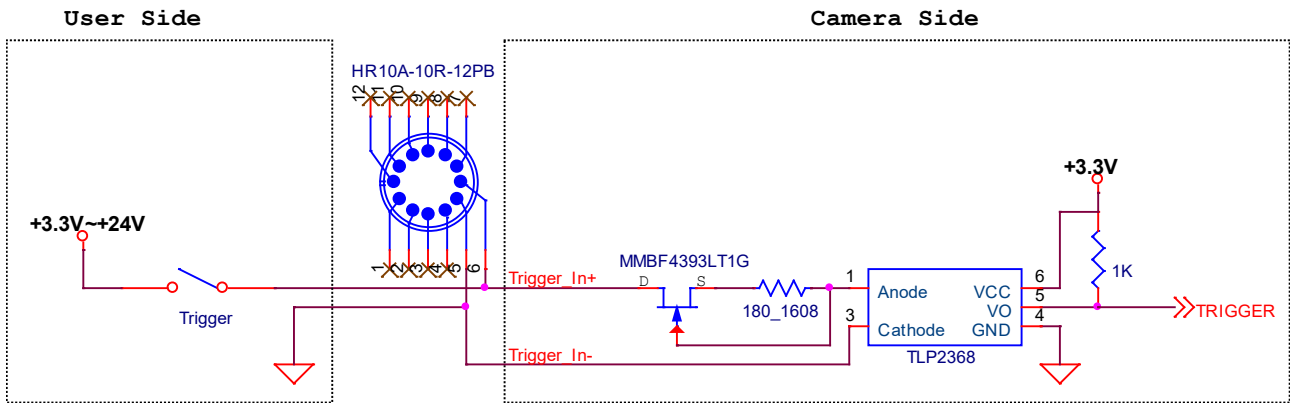 User Side
Camera Side
HR10A-10R-12PB
12 11 10 9 8 7
+3.3V
+3.3V~+24V
1 2 3 4 5 6
Trigger_In+
MMBF4393LT1G
D S
1K
Trigger
180_1608
1 Anode VCC 6
VO 5
3 Cathode GND 4
TRIGGER
Trigger_In-
TLP2368